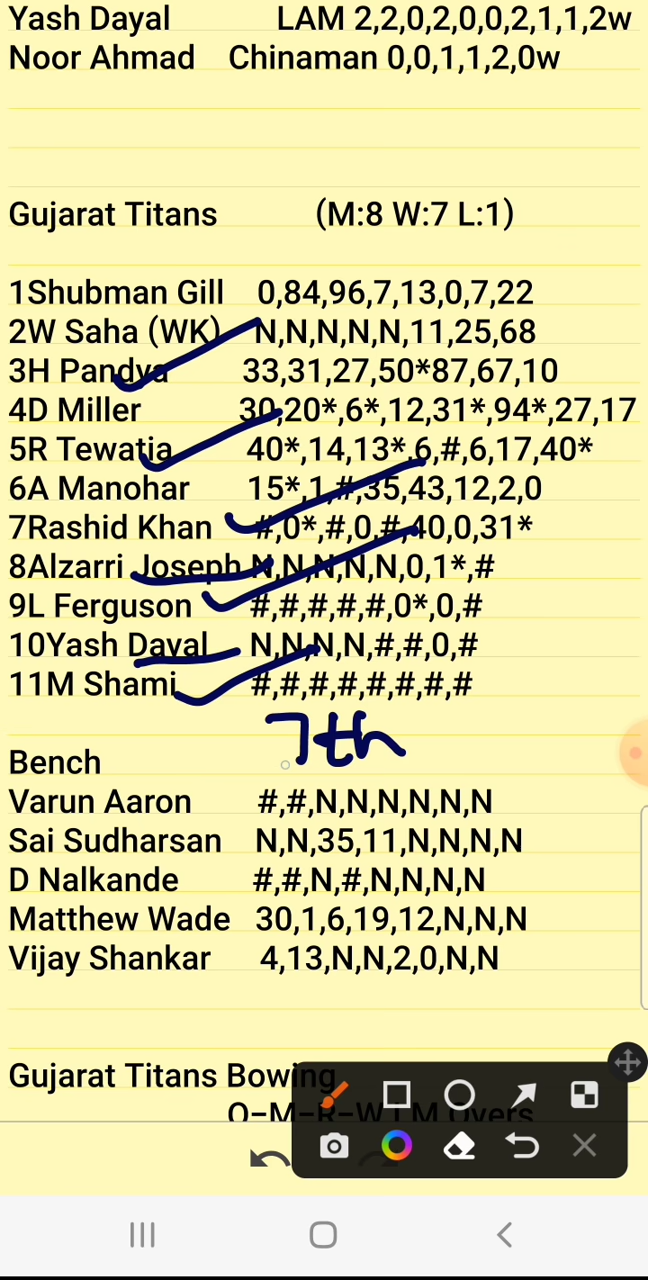 Yash Dayal LAM 2,2,0,2,0,0,2,1,1,2w
Noor Ahmad Chinaman 0,0,1,1,2,0w
Gujarat Titans (M:8 W:7 L:1)
1Shubman Gill 0,84,96,7,13,0,7,22
2W Saha (WK) N,N,N,N,N,11,25,68
3H Pandya 33,31,27,50*87,67,10
4D Miller 30,20*,6*,12,31*,94*,27,17
5R Tewatia 40*,14,13*,6,#,6,17,40*
6A Manohar 15*,1,#,35,43,12,2,0
7Rashid Khan #,0*,#,0,#,40,0,31*
8Alzarri Joseph N,N,N,N,N,0,1*,#
9L Ferguson #,#,#,#,#,0*,0,#
10Yash Dayal N,N,N,N,#,#,0,#
11M Shami #,#,#,#,#,#,#,#
7th
Bench
Varun Aaron #,#,N,N,N,N,N,N
Sai Sudharsan N,N,35,11,N,N,N,N
D Nalkande #,#,N,#,N,N,N,N
Matthew Wade 30,1,6,19,12,N,N,N
Vijay Shankar 4,13,N,N,2,0,N,N
Gujarat Titans Bowing
O-M-R-W LM Overs